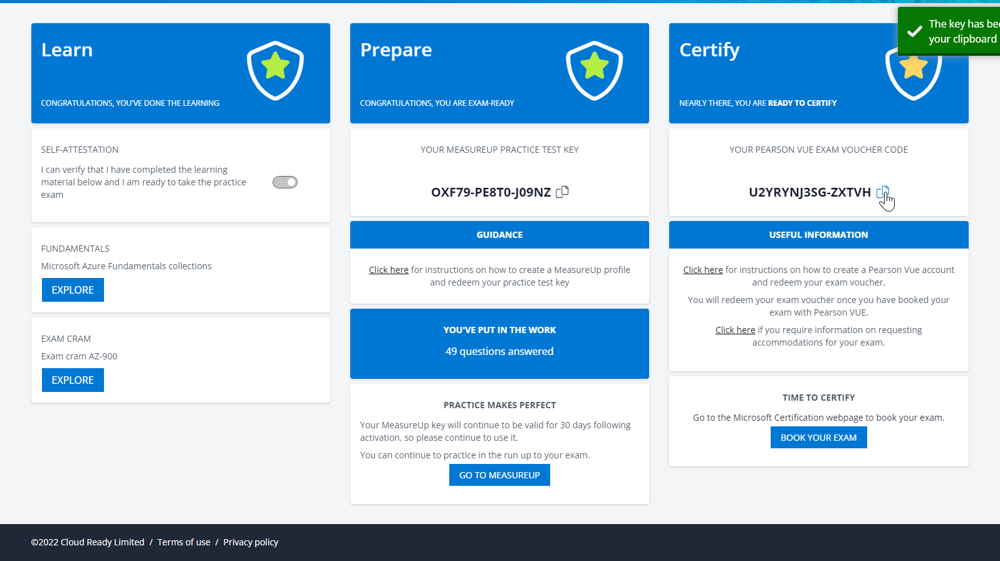 Learn
CONGRATULATIONS, YOU'VE DONE THE LEARNING
SELF-ATTESTATION
I can verify that I have completed the learning
material below and I am ready to take the practice
exam
FUNDAMENTALS
Microsoft Azure Fundamentals collections
EXPLORE
EXAM CRAM
Exam cram AZ-900
EXPLORE
Prepare
CONGRATULATIONS, YOU ARE EXAM-READY
YOUR MEASUREUP PRACTICE TEST KEY
OXF79-PE8T0-J09NZ
GUIDANCE
Click here for instructions on how to create a MeasureUp profile
and redeem your practice test key
YOU'VE PUT IN THE WORK
49 questions answered
PRACTICE MAKES PERFECT
Your MeasureUp key will continue to be valid for 30 days following
activation, so please continue to use it.
You can continue to practice in the run up to your exam.
GO TO MEASUREUP
Certify
NEARLY THERE, YOU ARE READY TO CERTIFY
The key has
your clipboard
YOUR PEARSON VUE EXAM VOUCHER CODE
U2YRYNJ3SG-ZXTVH
USEFUL INFORMATION
Click here for instructions on how to create a Pearson Vue account
and redeem your exam voucher.
You will redeem your exam voucher once you have booked your
exam with Pearson VUE.
Click here if you require information on requesting
accommodations for your exam.
TIME TO CERTIFY
Go to the Microsoft Certification webpage to book your exam.
BOOK YOUR EXAM
©2022 Cloud Ready Limited / Terms of use / Privacy policy